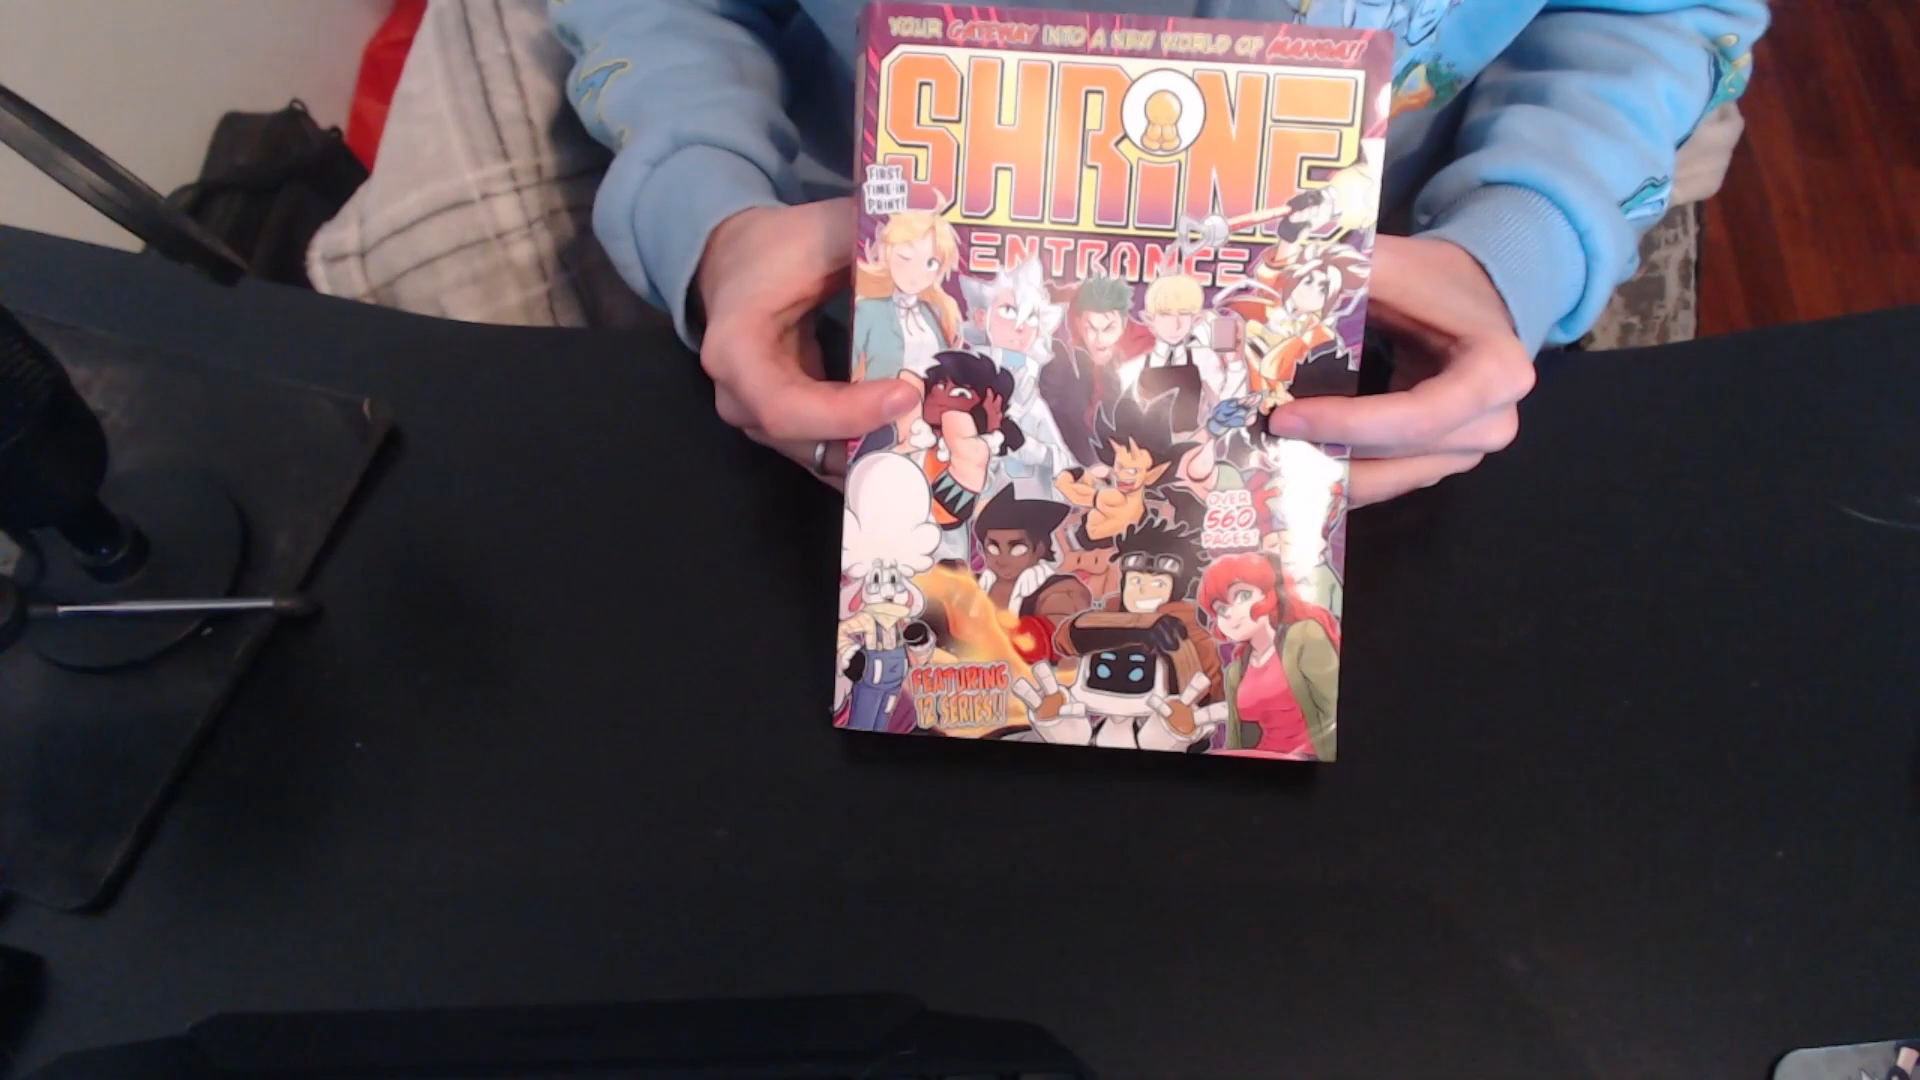 YOUR GATEWAY INTO A NEW WORLD OF MANGA!!
SHRINE
FIRST
TIME IN
PRINT!
ENTRANCE
OVER
560
PAGES!
FEATURING
12 SERIES!!